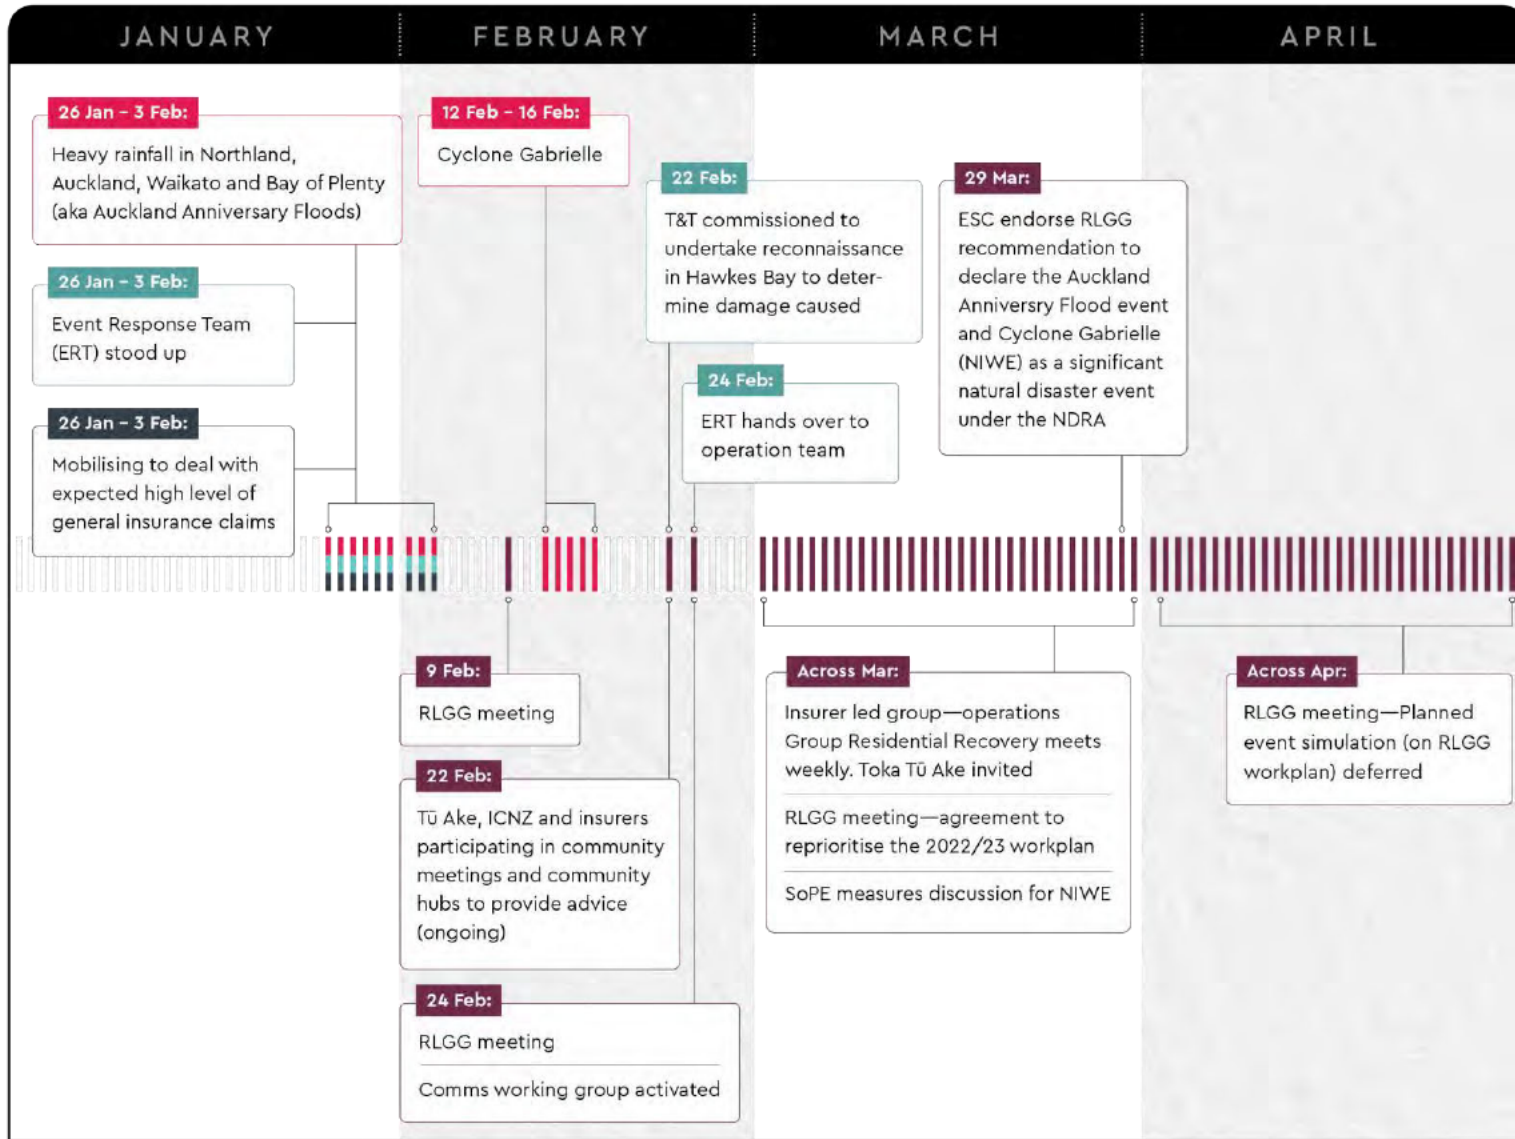 JANUARY
FEBRUARY
MARCH
APRIL
26 Jan – 3 Feb:
Heavy rainfall in Northland,
Auckland, Waikato and Bay of Plenty
(aka Auckland Anniversary Floods)
26 Jan – 3 Feb:
Event Response Team
(ERT) stood up
26 Jan – 3 Feb:
Mobilising to deal with
expected high level of
general insurance claims
12 Feb – 16 Feb:
Cyclone Gabrielle
22 Feb:
T&T commissioned to
undertake reconnaissance
in Hawkes Bay to deter-
mine damage caused
24 Feb:
ERT hands over to
operation team
29 Mar:
ESC endorse RLGG
recommendation to
declare the Auckland
Anniversry Flood event
and Cyclone Gabrielle
(NIWE) as a significant
natural disaster event
under the NDRA
9 Feb:
RLGG meeting
22 Feb:
Tū Ake, ICNZ and insurers
participating in community
meetings and community
hubs to provide advice
(ongoing)
24 Feb:
RLGG meeting
Comms working group activated
Across Mar:
Insurer led group—operations
Group Residential Recovery meets
weekly. Toka Tū Ake invited
RLGG meeting—agreement to
reprioritise the 2022/23 workplan
SoPE measures discussion for NIWE
Across Apr:
RLGG meeting—Planned
event simulation (on RLGG
workplan) deferred